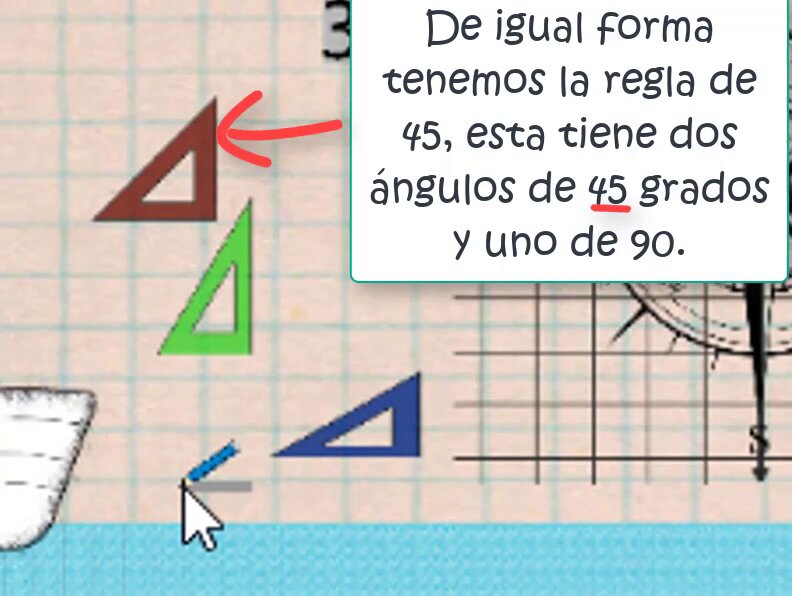 3
De igual forma
tenemos la regla de
45, esta tiene dos
ángulos de 45 grados
y uno de 90.
S